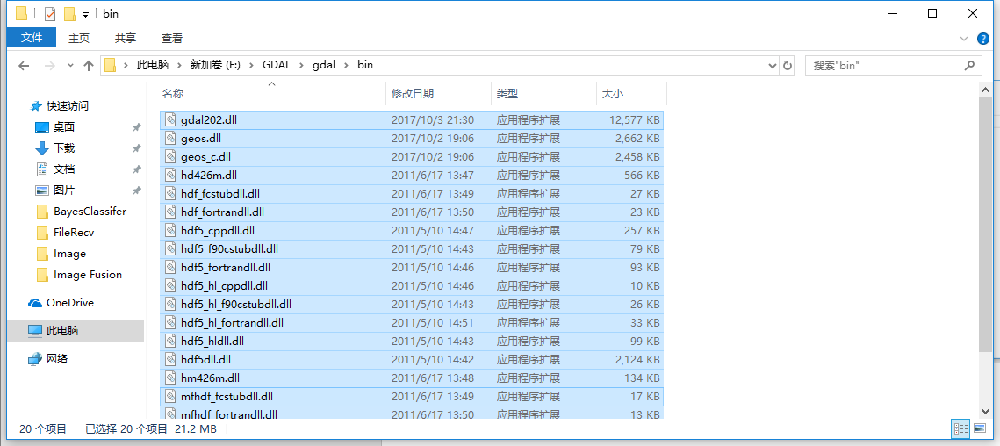 bin
文件 主页 共享 查看
此电脑 新加卷 (F:) GDAL gdal bin 搜索"bin"
快速访问
桌面
下载
文档
图片
BayesClassifer
FileRecv
Image
Image Fusion
OneDrive
此电脑
网络
名称 修改日期 类型 大小
gdal202.dll 2017/10/3 21:30 应用程序扩展 12,577 KB
geos.dll 2017/10/2 19:06 应用程序扩展 2,662 KB
geos_c.dll 2017/10/2 19:06 应用程序扩展 2,458 KB
hd426m.dll 2011/6/17 13:47 应用程序扩展 566 KB
hdf_fcstubdll.dll 2011/6/17 13:49 应用程序扩展 27 KB
hdf_fortrandll.dll 2011/6/17 13:50 应用程序扩展 23 KB
hdf5_cppdll.dll 2011/5/10 14:47 应用程序扩展 257 KB
hdf5_f90cstubdll.dll 2011/5/10 14:43 应用程序扩展 79 KB
hdf5_fortrandll.dll 2011/5/10 14:46 应用程序扩展 93 KB
hdf5_hl_cppdll.dll 2011/5/10 14:46 应用程序扩展 10 KB
hdf5_hl_f90cstubdll.dll 2011/5/10 14:43 应用程序扩展 26 KB
hdf5_hl_fortrandll.dll 2011/5/10 14:51 应用程序扩展 33 KB
hdf5_hldll.dll 2011/5/10 14:43 应用程序扩展 99 KB
hdf5dll.dll 2011/5/10 14:42 应用程序扩展 2,124 KB
hm426m.dll 2011/6/17 13:48 应用程序扩展 134 KB
mfhdf_fcstubdll.dll 2011/6/17 13:49 应用程序扩展 17 KB
mfhdf_fortrandll.dll 2011/6/17 13:50 应用程序扩展 13 KB
20 个项目 已选择 20 个项目 21.2 MB